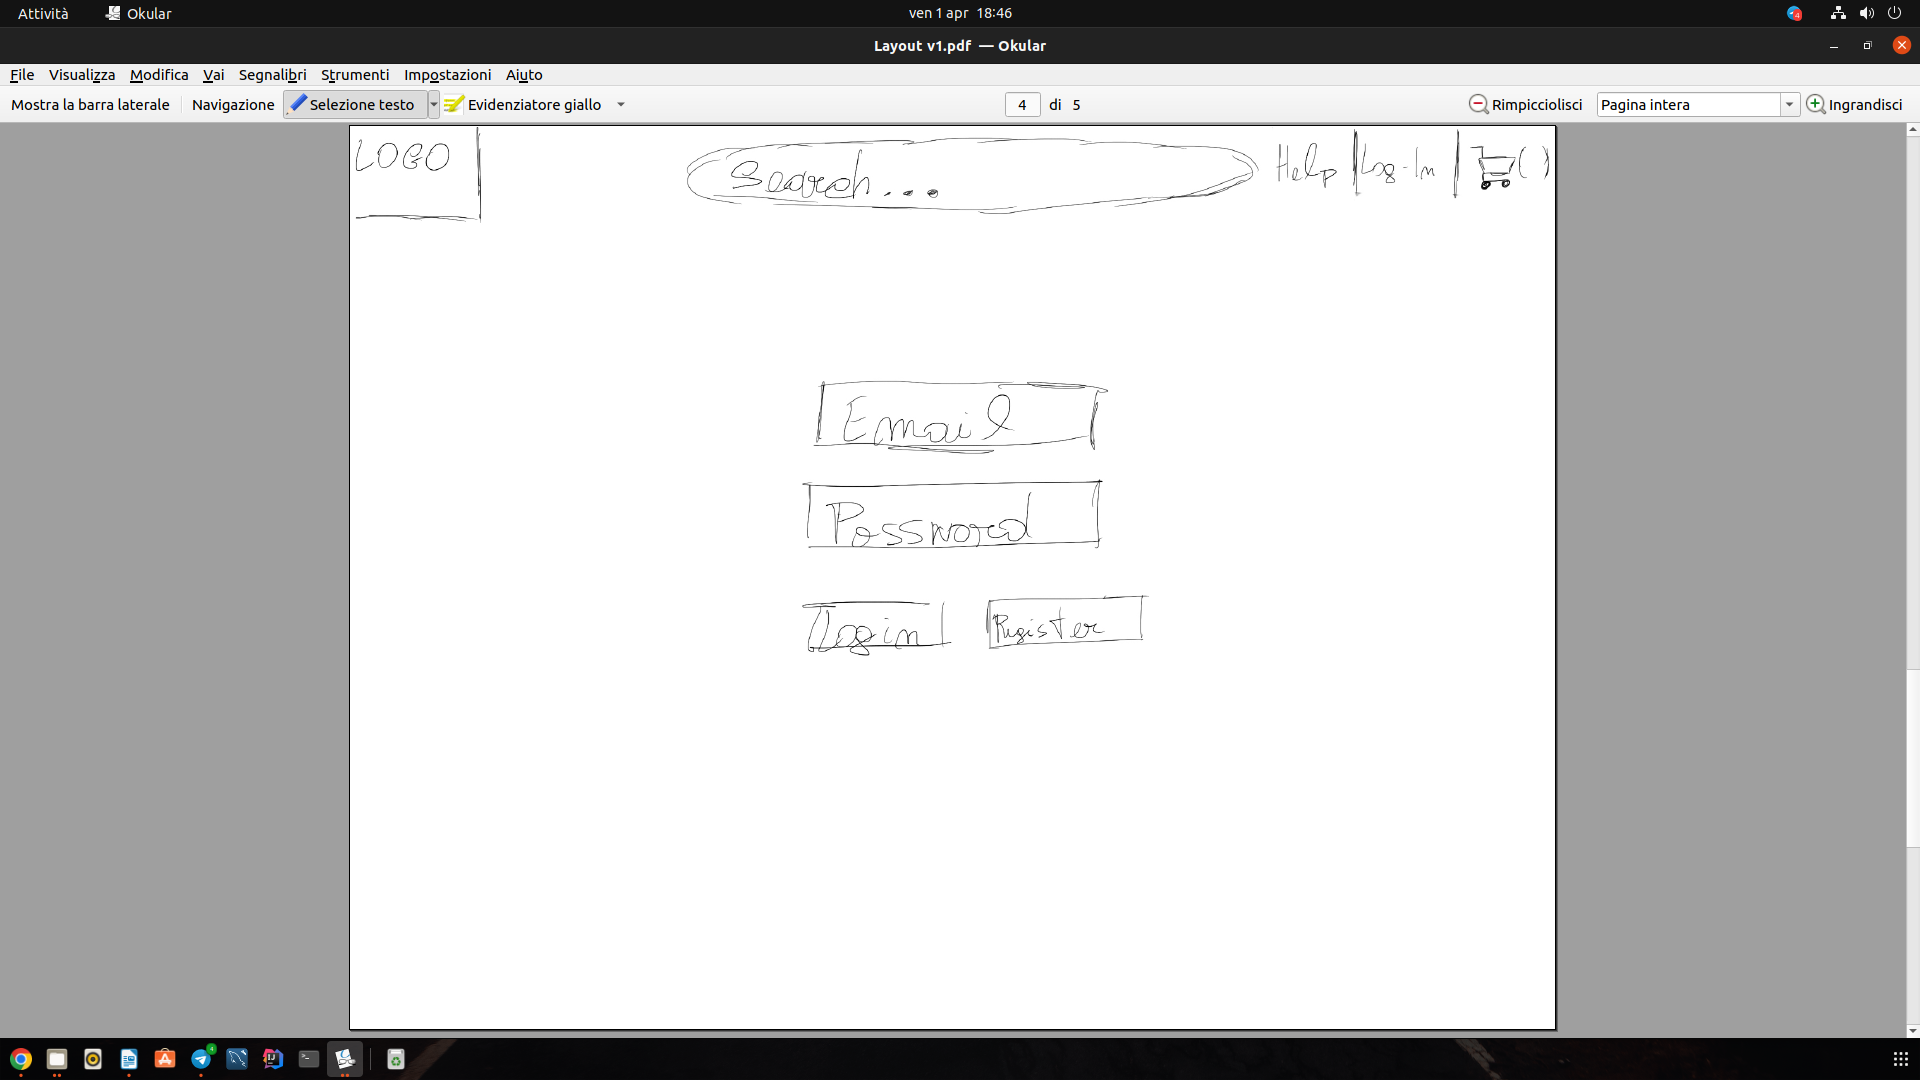 Attività Okular ven 1 apr 18:46 4
Layout v1.pdf — Okular
File Visualizza Modifica Vai Segnalibri Strumenti Impostazioni Aiuto
Mostra la barra laterale Navigazione Selezione testo Evidenziatore giallo 4 di 5 Rimpicciolisci Pagina intera Ingrandisci
LOGO Search... Help Log-In ( )
Email
Password
Login Register
4